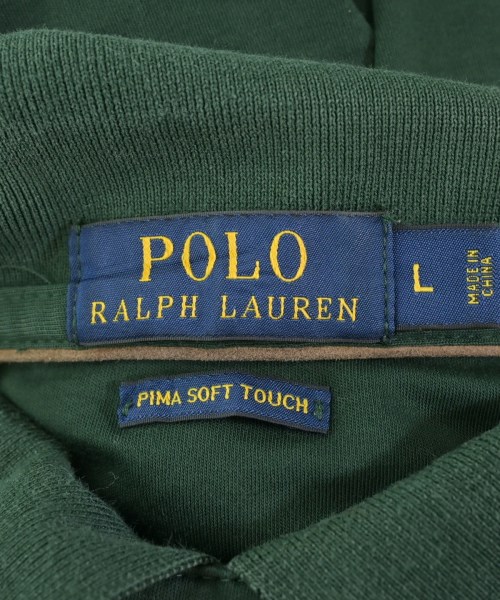 POLO
RALPH LAUREN
L
MADE IN
CHINA
PIMA SOFT TOUCH